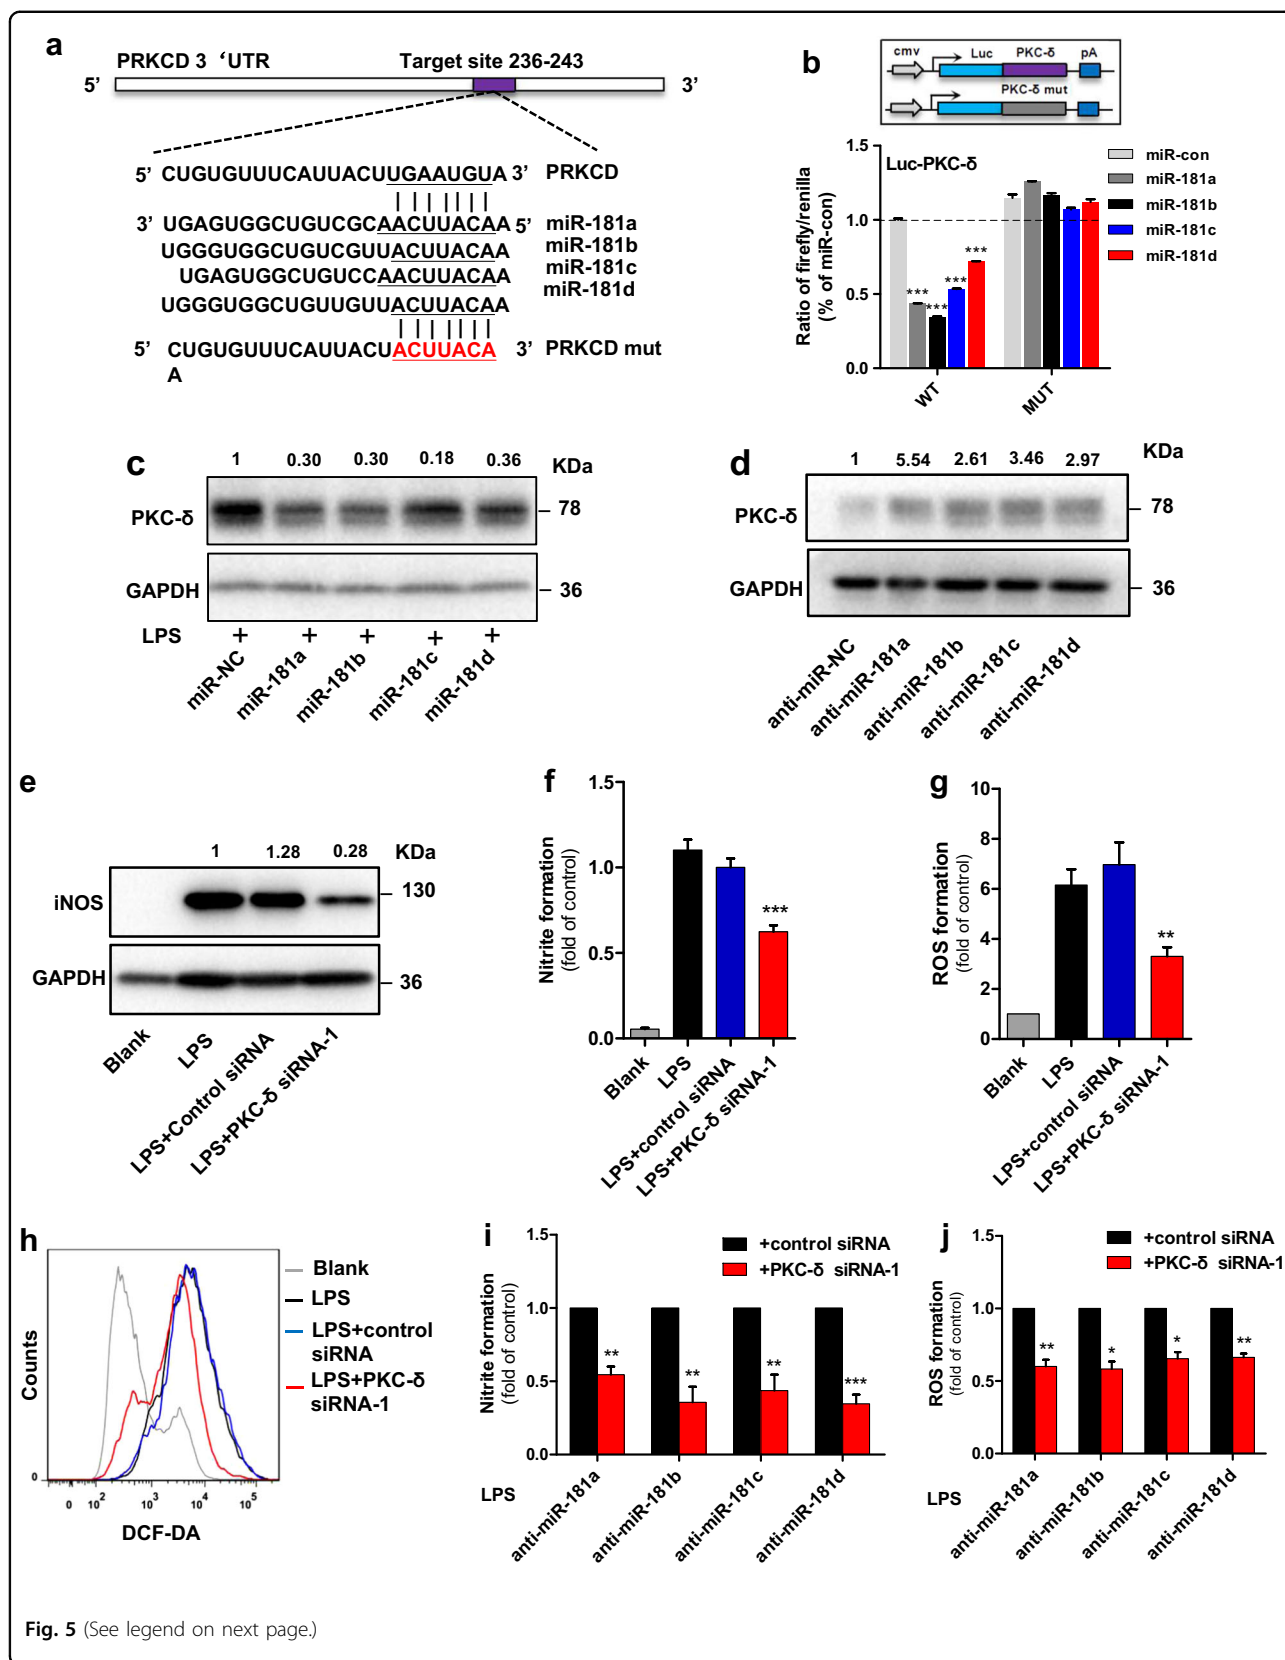 a
PRKCD 3 ‘UTR
Target site 236-243
5’
3’
5’ CUGUGUUUCAUUACUUGAAUGUA 3’ PRKCD
3’ UGAGUGGCUGUCGCAACUUACAA 5’ miR-181a
UGGGUGGCUGUCGUUACUUACAA miR-181b
UGAGUGGCUGUCCAACUUACAA miR-181c
UGGGUGGCUGUUGUUACUUACAA miR-181d
5’ CUGUGUUUCAUUACUACUUACA 3’ PRKCD mut
A
b
cmv Luc PKC-δ pA
PKC-δ mut
Luc-PKC-δ
Ratio of firefly/renilla
(% of miR-con)
1.5
1.0
0.5
0.0
***
***
***
***
WT
MUT
miR-con
miR-181a
miR-181b
miR-181c
miR-181d
c
1 0.30 0.30 0.18 0.36 KDa
PKC-δ 78
GAPDH 36
LPS + + + + +
miR-NC
miR-181a
miR-181b
miR-181c
miR-181d
d
1 5.54 2.61 3.46 2.97 KDa
PKC-δ 78
GAPDH 36
anti-miR-NC
anti-miR-181a
anti-miR-181b
anti-miR-181c
anti-miR-181d
e
1 1.28 0.28 KDa
iNOS 130
GAPDH 36
Blank
LPS
LPS+Control siRNA
LPS+PKC-δ siRNA-1
f
Nitrite formation
(fold of control)
1.5
1.0
0.5
0.0
***
Blank
LPS
LPS+control siRNA
LPS+PKC-δ siRNA-1
g
ROS formation
(fold of control)
10
8
6
4
2
0
**
Blank
LPS
LPS+control siRNA
LPS+PKC-δ siRNA-1
h
Counts
0
0 10² 10³ 10⁴ 10⁵
DCF-DA
Blank
LPS
LPS+control
siRNA
LPS+PKC-δ
siRNA-1
i
Nitrite formation
(fold of control)
1.5
1.0
0.5
0.0
+control siRNA
+PKC-δ siRNA-1
** ** ** ***
LPS
anti-miR-181a
anti-miR-181b
anti-miR-181c
anti-miR-181d
j
ROS formation
(fold of control)
1.5
1.0
0.5
0.0
+control siRNA
+PKC-δ siRNA-1
** * * **
LPS
anti-miR-181a
anti-miR-181b
anti-miR-181c
anti-miR-181d
Fig. 5 (See legend on next page.)